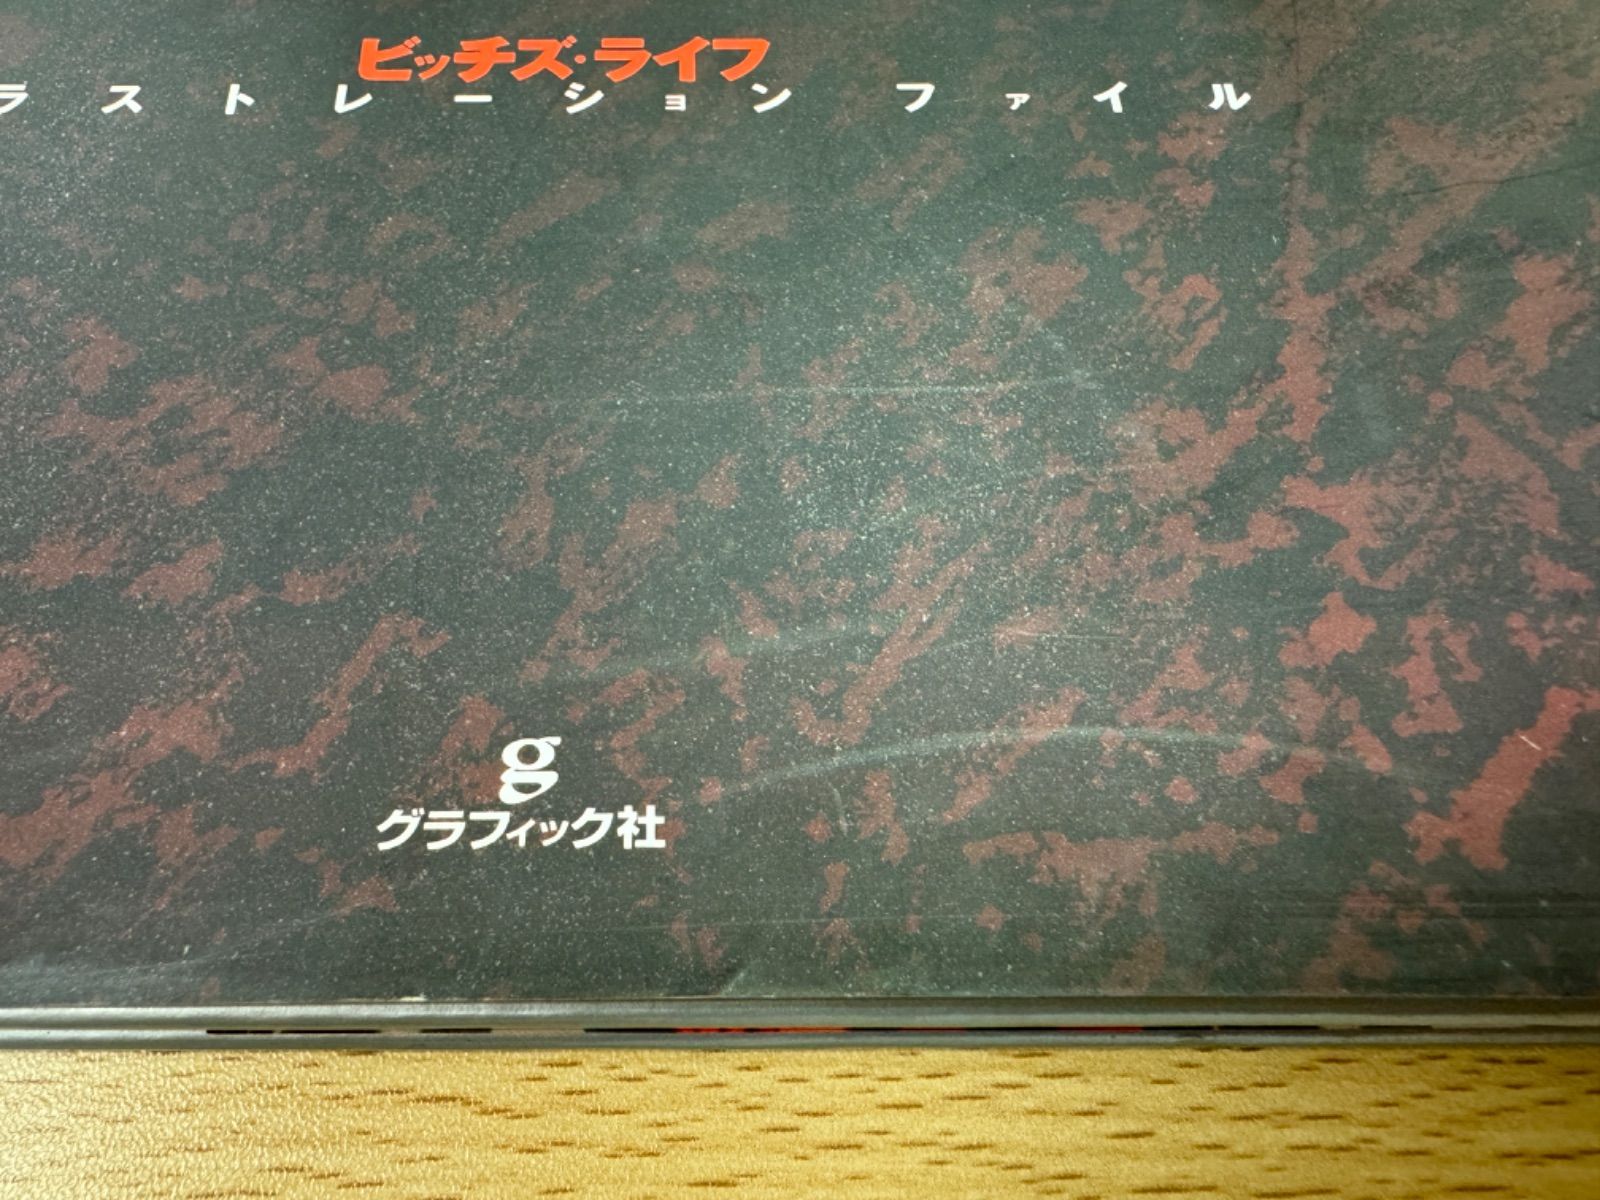 ビッチズ・ライフ
ラストレーション ファイル
g
グラフィック社